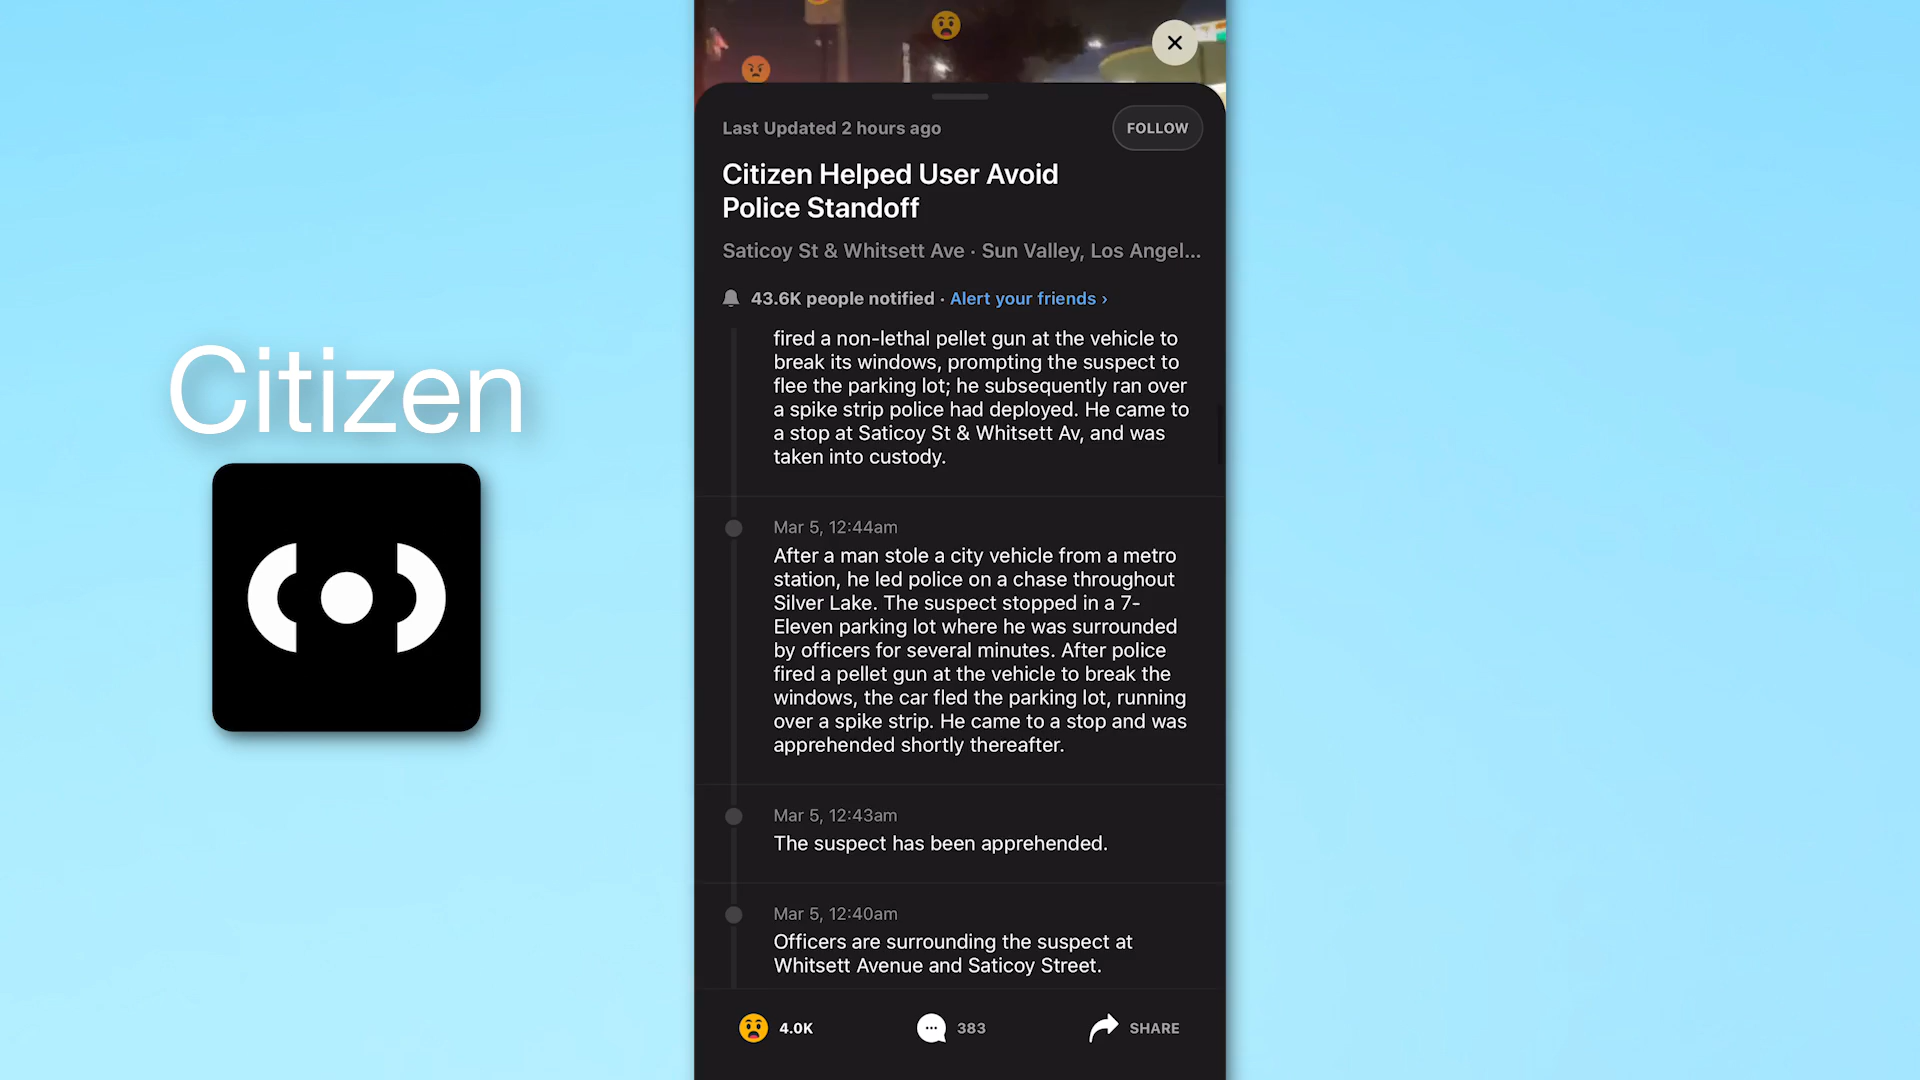 Citizen
Last Updated 2 hours ago
FOLLOW
Citizen Helped User Avoid
Police Standoff
Saticoy St & Whitsett Ave · Sun Valley, Los Angel...
43.6K people notified · Alert your friends ›
fired a non-lethal pellet gun at the vehicle to
break its windows, prompting the suspect to
flee the parking lot; he subsequently ran over
a spike strip police had deployed. He came to
a stop at Saticoy St & Whitsett Av, and was
taken into custody.
Mar 5, 12:44am
After a man stole a city vehicle from a metro
station, he led police on a chase throughout
Silver Lake. The suspect stopped in a 7-
Eleven parking lot where he was surrounded
by officers for several minutes. After police
fired a pellet gun at the vehicle to break the
windows, the car fled the parking lot, running
over a spike strip. He came to a stop and was
apprehended shortly thereafter.
Mar 5, 12:43am
The suspect has been apprehended.
Mar 5, 12:40am
Officers are surrounding the suspect at
Whitsett Avenue and Saticoy Street.
4.0K
383
SHARE